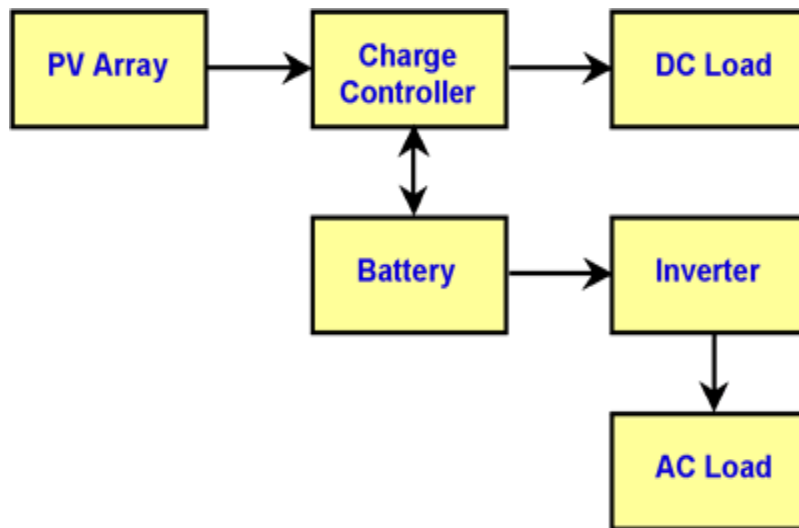 PV Array
Charge
Controller
DC Load
Battery
Inverter
AC Load